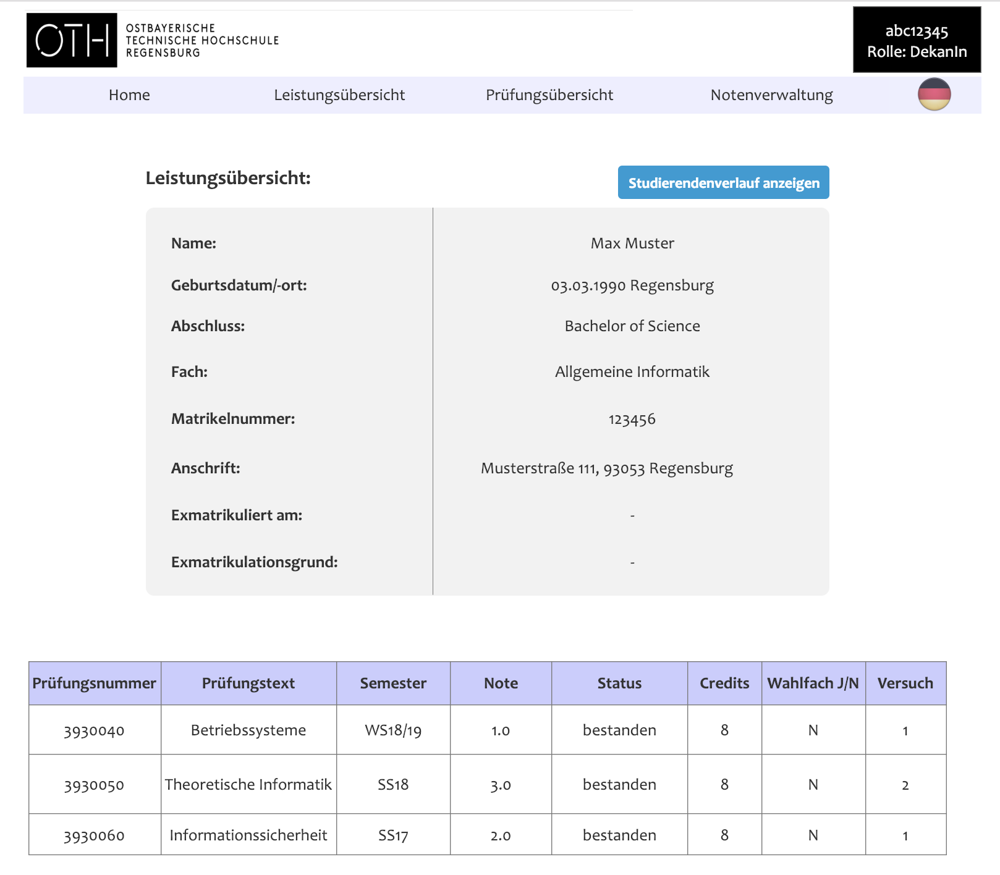 OTH
OSTBAYERISCHE
TECHNISCHE HOCHSCHULE
REGENSBURG
abc12345
Rolle: DekanIn
Home Leistungsübersicht Prüfungsübersicht Notenverwaltung
Leistungsübersicht:
Studierendenverlauf anzeigen
Name: Max Muster
Geburtsdatum/-ort: 03.03.1990 Regensburg
Abschluss: Bachelor of Science
Fach: Allgemeine Informatik
Matrikelnummer: 123456
Anschrift: Musterstraße 111, 93053 Regensburg
Exmatrikuliert am: -
Exmatrikulationsgrund: -
Prüfungsnummer Prüfungstext Semester Note Status Credits Wahlfach J/N Versuch
3930040 Betriebssysteme WS18/19 1.0 bestanden 8 N 1
3930050 Theoretische Informatik SS18 3.0 bestanden 8 N 2
3930060 Informationssicherheit SS17 2.0 bestanden 8 N 1